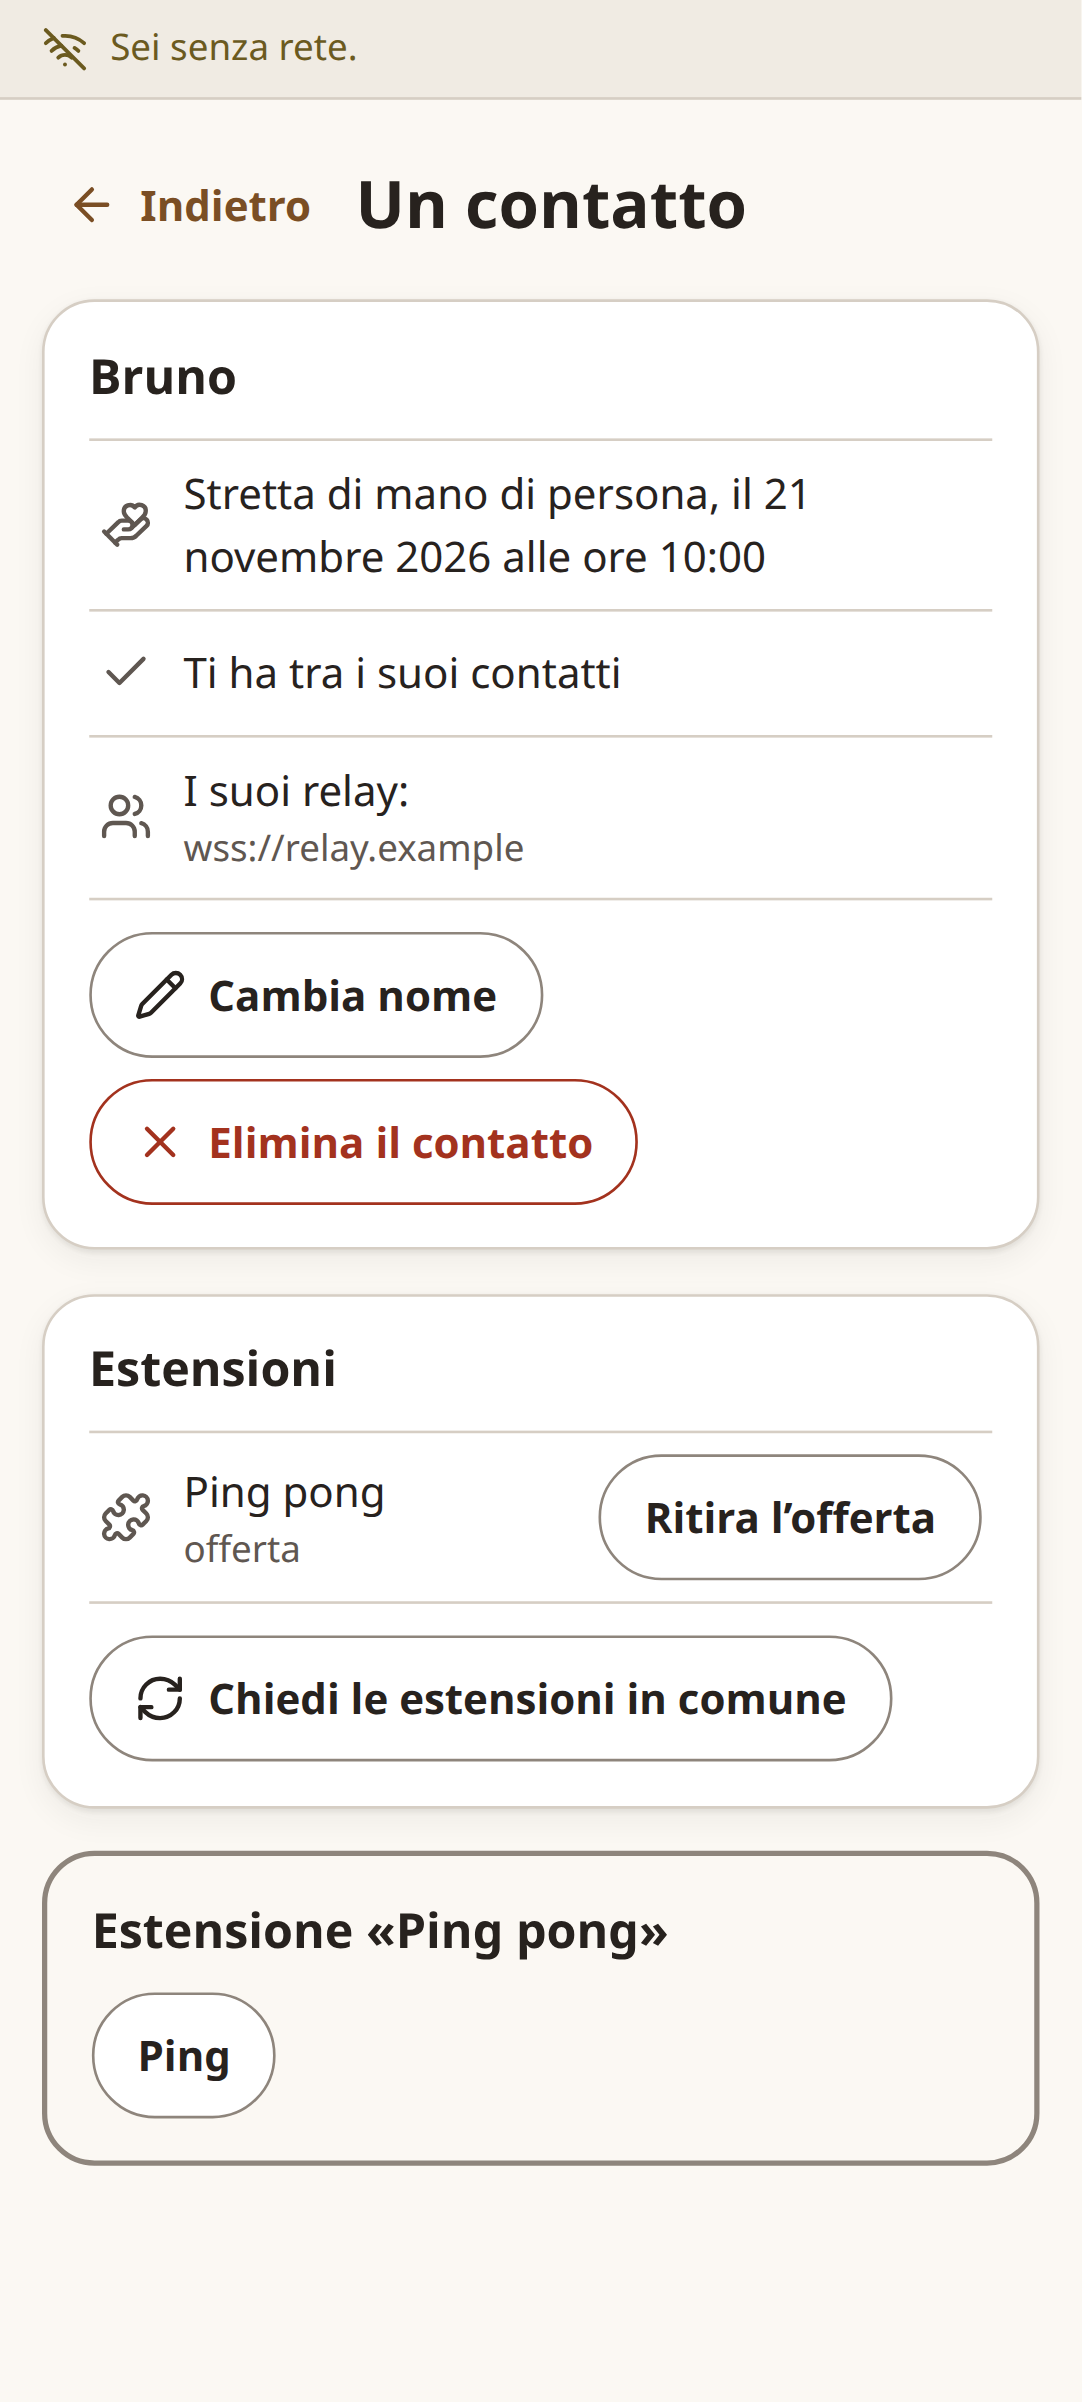 Sei senza rete.
Indietro
Un contatto
Bruno
Stretta di mano di persona, il 21
novembre 2026 alle ore 10:00
Ti ha tra i suoi contatti
I suoi relay:
wss://relay.example
Cambia nome
Elimina il contatto
Estensioni
Ping pong
offerta
Ritira l’offerta
Chiedi le estensioni in comune
Estensione «Ping pong»
Ping